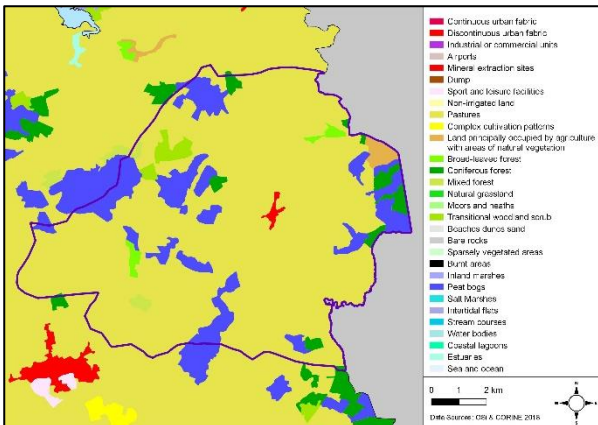 Continuous urban fabric
Discontinuous urban fabric
Industrial or commercial units
Airports
Mineral extraction sites
Dump
Sport and leisure facilities
Non-irrigated land
Pastures
Complex cultivation patterns
Land principally occupied by agriculture
with areas of natural vegetation
Broad-leaved forest
Coniferous forest
Mixed forest
Natural grassland
Moors and heaths
Transitional wood and scrub
Beaches dunes sand
Bare rocks
Sparsely vegetated areas
Burnt areas
Inland marshes
Peat bogs
Salt Marshes
Intertidal flats
Stream courses
Water bodies
Coastal lagoons
Estuaries
Sea and ocean
0 1 2 km
Data Sources: OSi & CORINE 2018